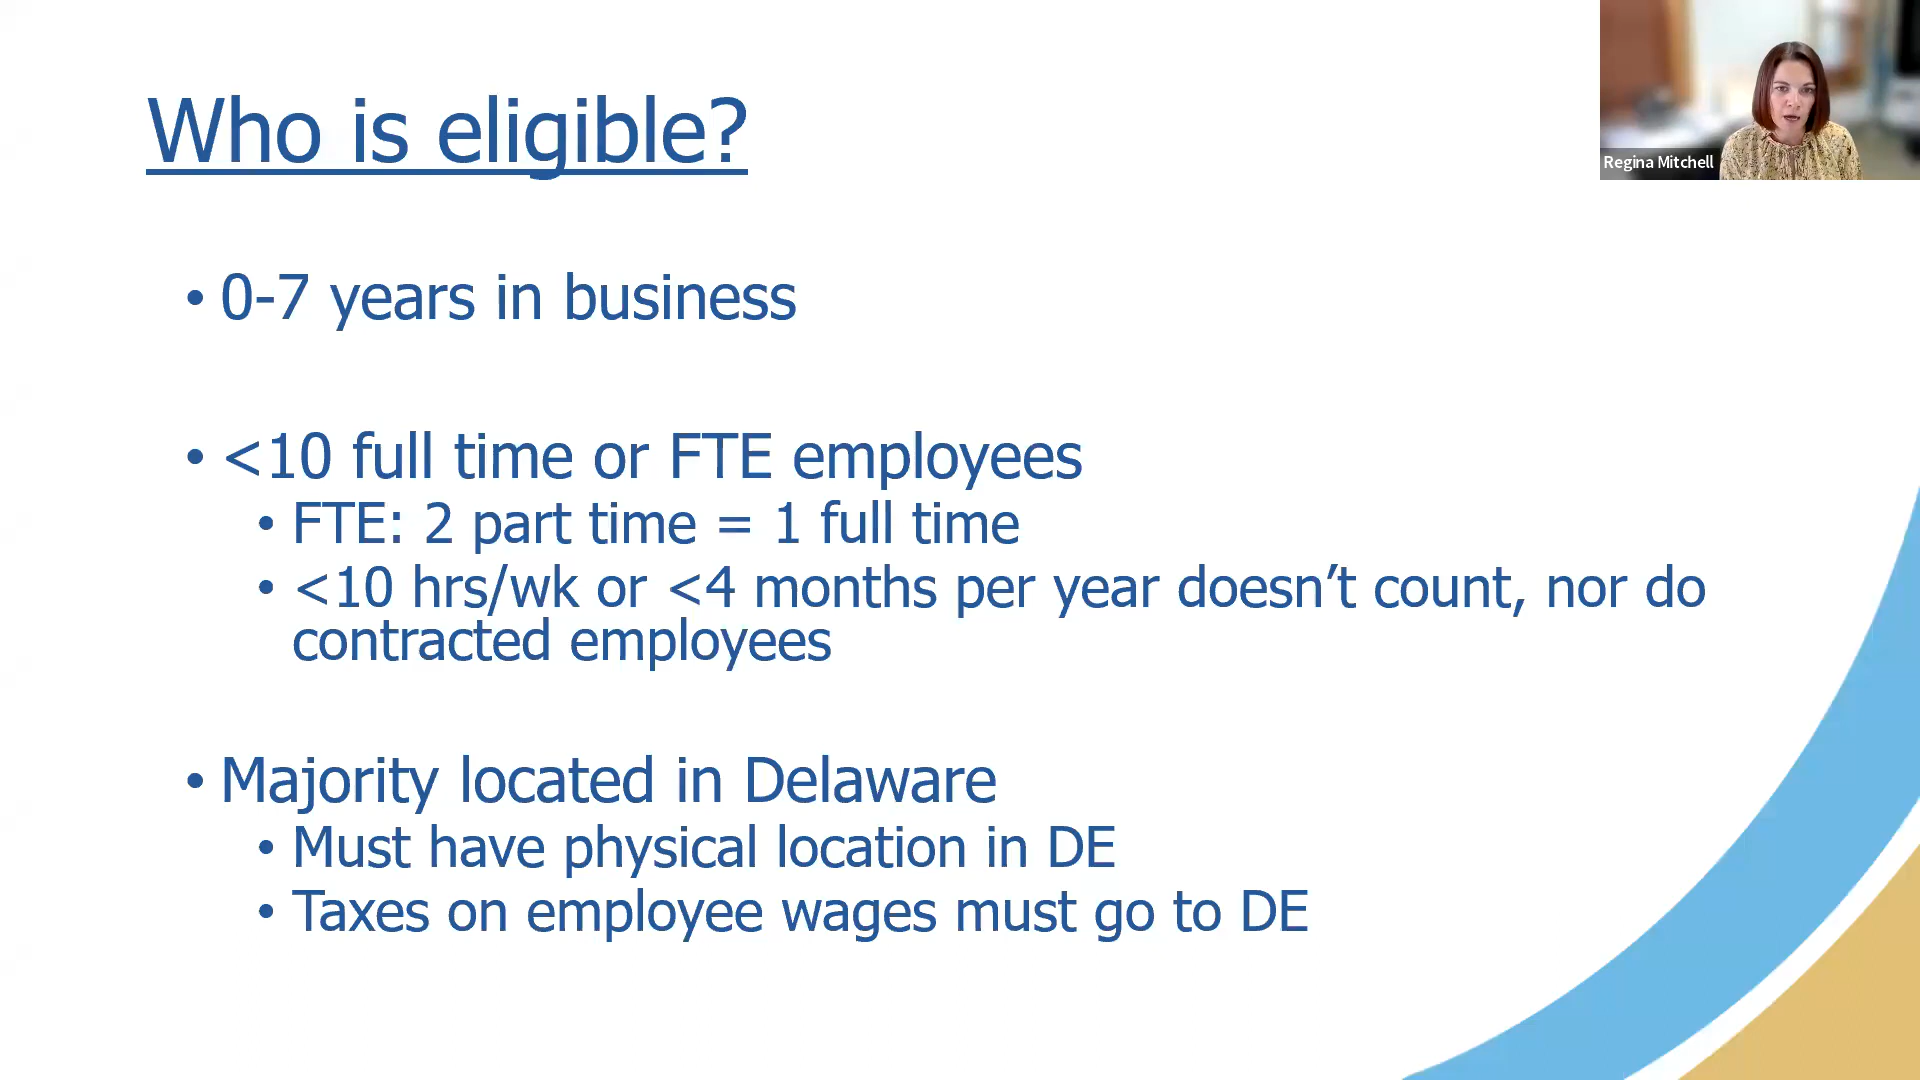 Who is eligible?
Regina Mitchell
• 0-7 years in business
• <10 full time or FTE employees
• FTE: 2 part time = 1 full time
• <10 hrs/wk or <4 months per year doesn’t count, nor do
contracted employees
• Majority located in Delaware
• Must have physical location in DE
• Taxes on employee wages must go to DE